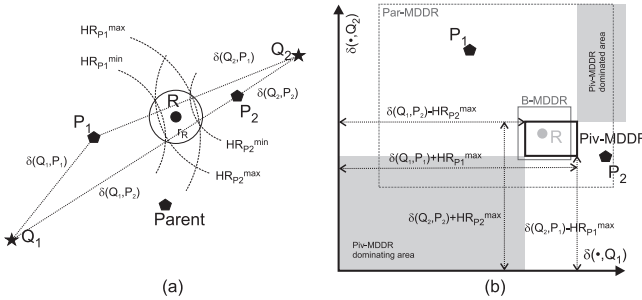 HR_P1^max
HR_P1^min
Q₂
δ(Q₂,P₁)
δ(Q₂,P₂)
R
r_R
P₂
P₁
HR_P2^min
HR_P2^max
δ(Q₁,P₁)
δ(Q₁,P₂)
Parent
Q₁
(a)
δ(•,Q₂)
Par-MDDR
P₁
Piv-MDDR
dominated area
B-MDDR
δ(Q₁,P₂)-HR_P2^max
R
Piv-MDDR
P₂
δ(Q₁,P₁)+HR_P1^max
δ(Q₂,P₂)+HR_P2^max
δ(Q₂,P₁)-HR_P1^max
Piv-MDDR
dominating area
δ(•,Q₁)
(b)